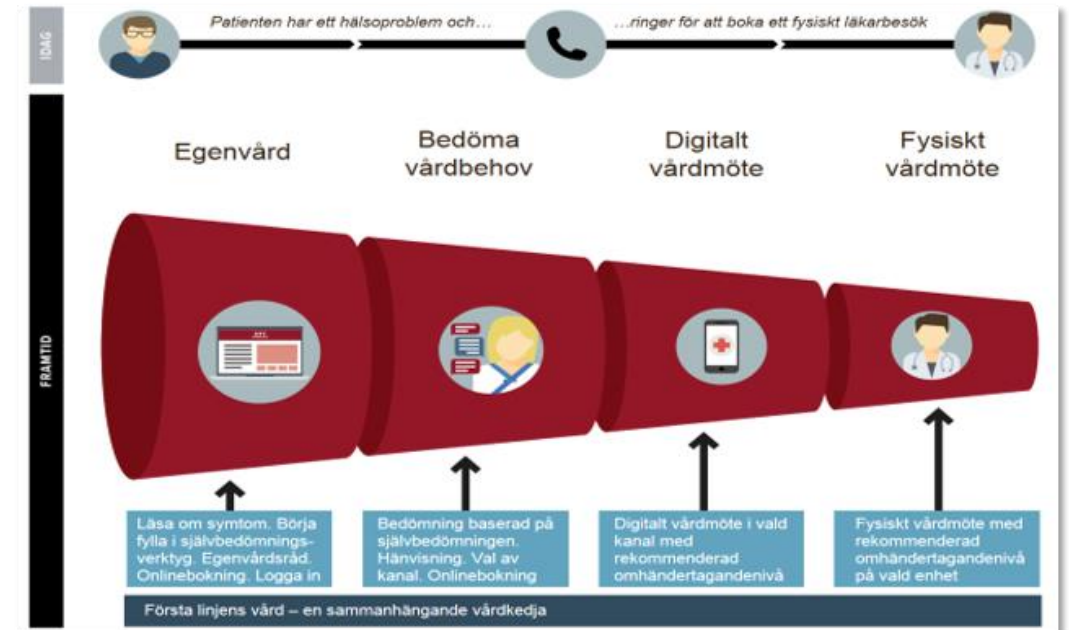 IDAG
Patienten har ett hälsoproblem och…
…ringer för att boka ett fysiskt läkarbesök
FRAMTID
Egenvård
Bedöma
vårdbehov
Digitalt
vårdmöte
Fysiskt
vårdmöte
Läsa om symtom. Börja
fylla i självbedömnings-
verktyg. Egenvårdsråd.
Onlinebokning. Logga in
Bedömning baserad på
självbedömningen.
Hänvisning. Val av
kanal. Onlinebokning
Digitalt vårdmöte i vald
kanal med
rekommenderad
omhändertagandenivå
Fysiskt vårdmöte med
rekommenderad
omhändertagandenivå
på vald enhet
Första linjens vård – en sammanhängande vårdkedja